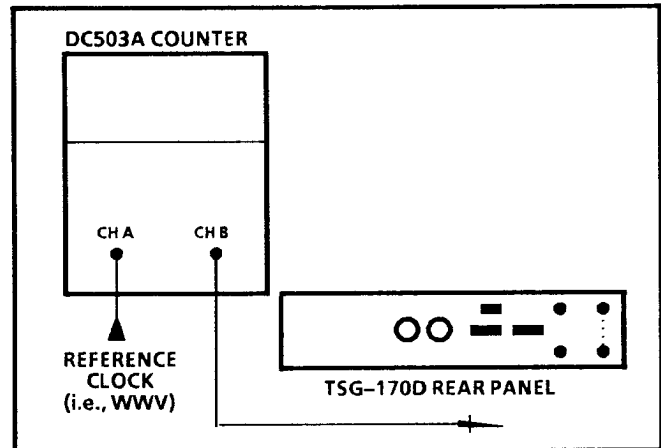 DC503A COUNTER
CH A
CH B
REFERENCE
CLOCK
(i.e., WWV)
TSG–170D REAR PANEL